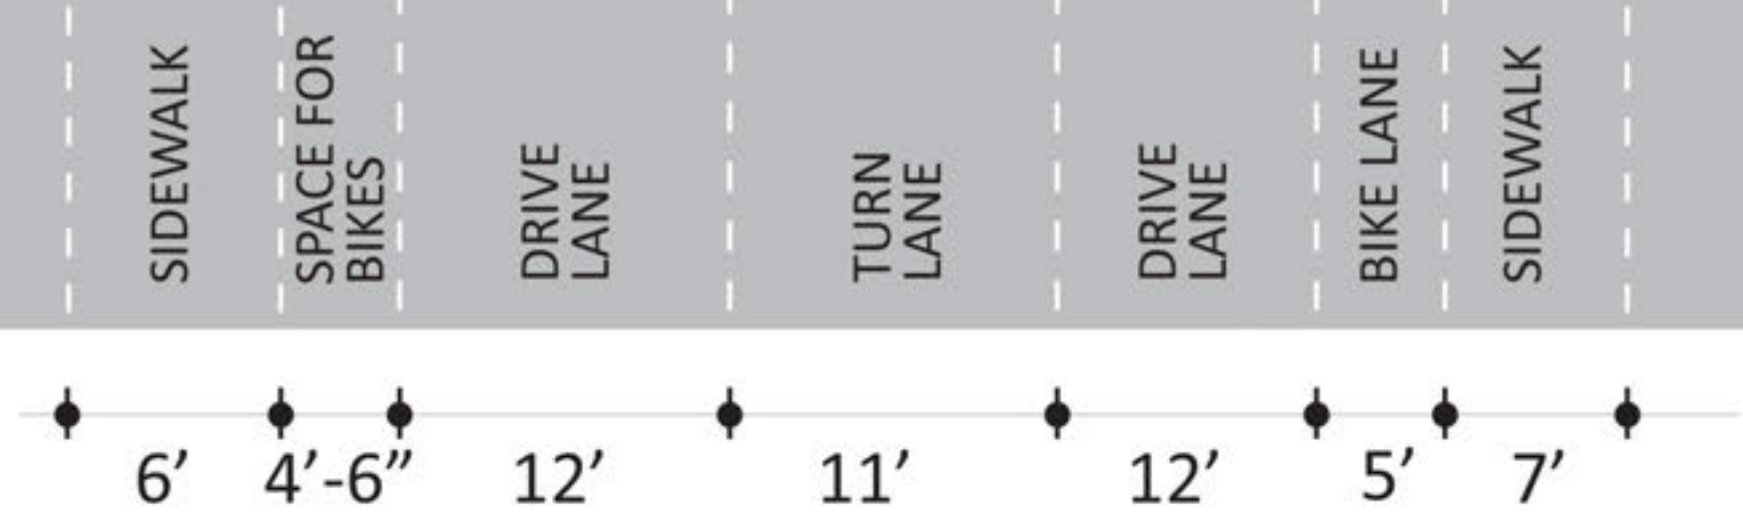 SIDEWALK
SPACE FOR
BIKES
DRIVE
LANE
TURN
LANE
DRIVE
LANE
BIKE LANE
SIDEWALK
6’ 4’-6” 12’ 11’ 12’ 5’ 7’